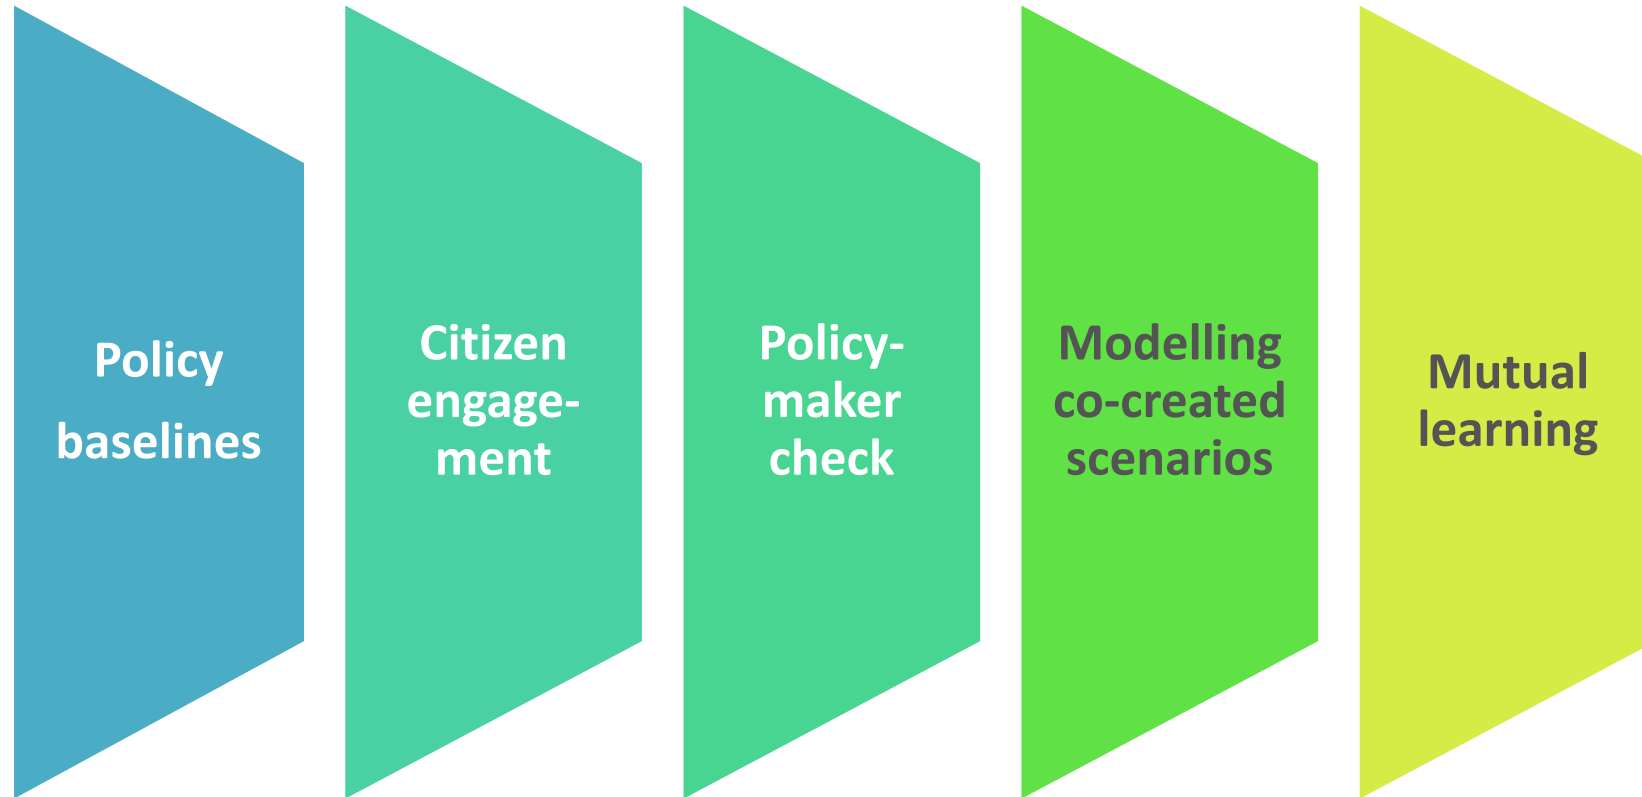 Policy
baselines
Citizen
engage-
ment
Policy-
maker
check
Modelling
co-created
scenarios
Mutual
learning